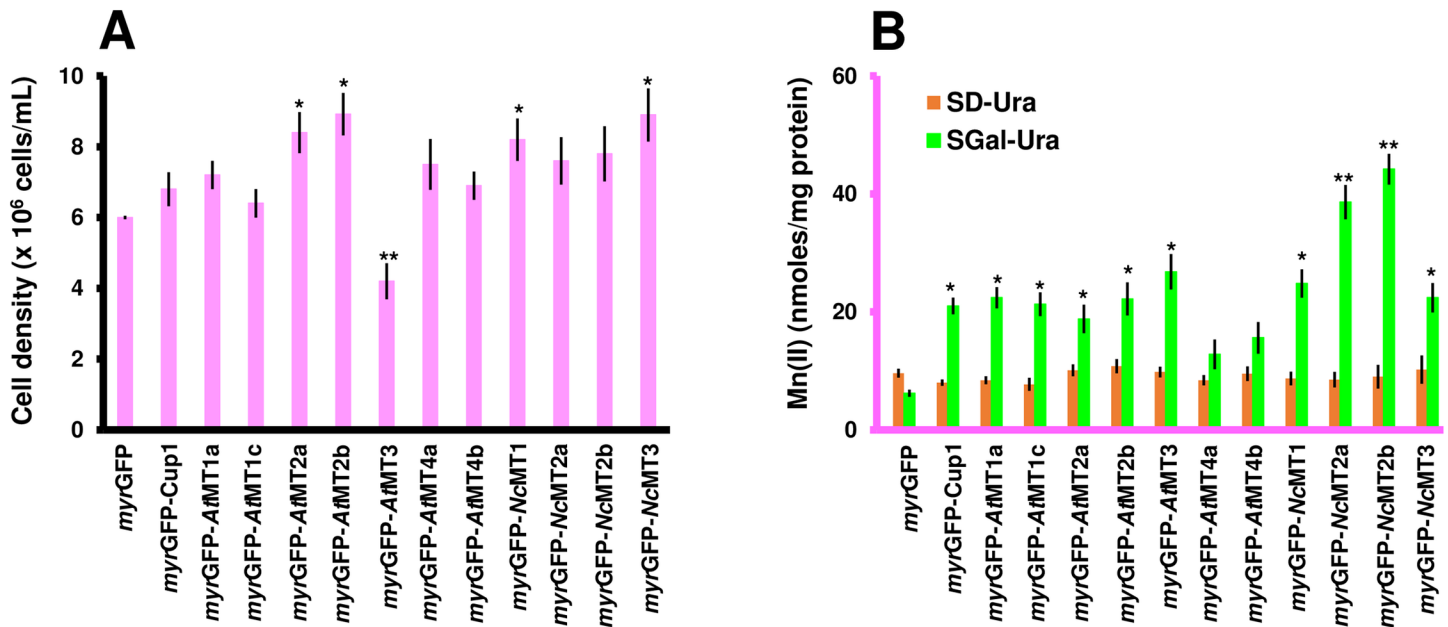 A
Cell density (x 10⁶ cells/mL)
10
8
6
4
2
0
*
*
**
*
*
myrGFP
myrGFP-Cup1
myrGFP-AtMT1a
myrGFP-AtMT1c
myrGFP-AtMT2a
myrGFP-AtMT2b
myrGFP-AtMT3
myrGFP-AtMT4a
myrGFP-AtMT4b
myrGFP-NcMT1
myrGFP-NcMT2a
myrGFP-NcMT2b
myrGFP-NcMT3
B
Mn(II) (nmoles/mg protein)
60
40
20
0
SD-Ura
SGal-Ura
*
*
*
*
*
*
*
**
**
*
myrGFP
myrGFP-Cup1
myrGFP-AtMT1a
myrGFP-AtMT1c
myrGFP-AtMT2a
myrGFP-AtMT2b
myrGFP-AtMT3
myrGFP-AtMT4a
myrGFP-AtMT4b
myrGFP-NcMT1
myrGFP-NcMT2a
myrGFP-NcMT2b
myrGFP-NcMT3